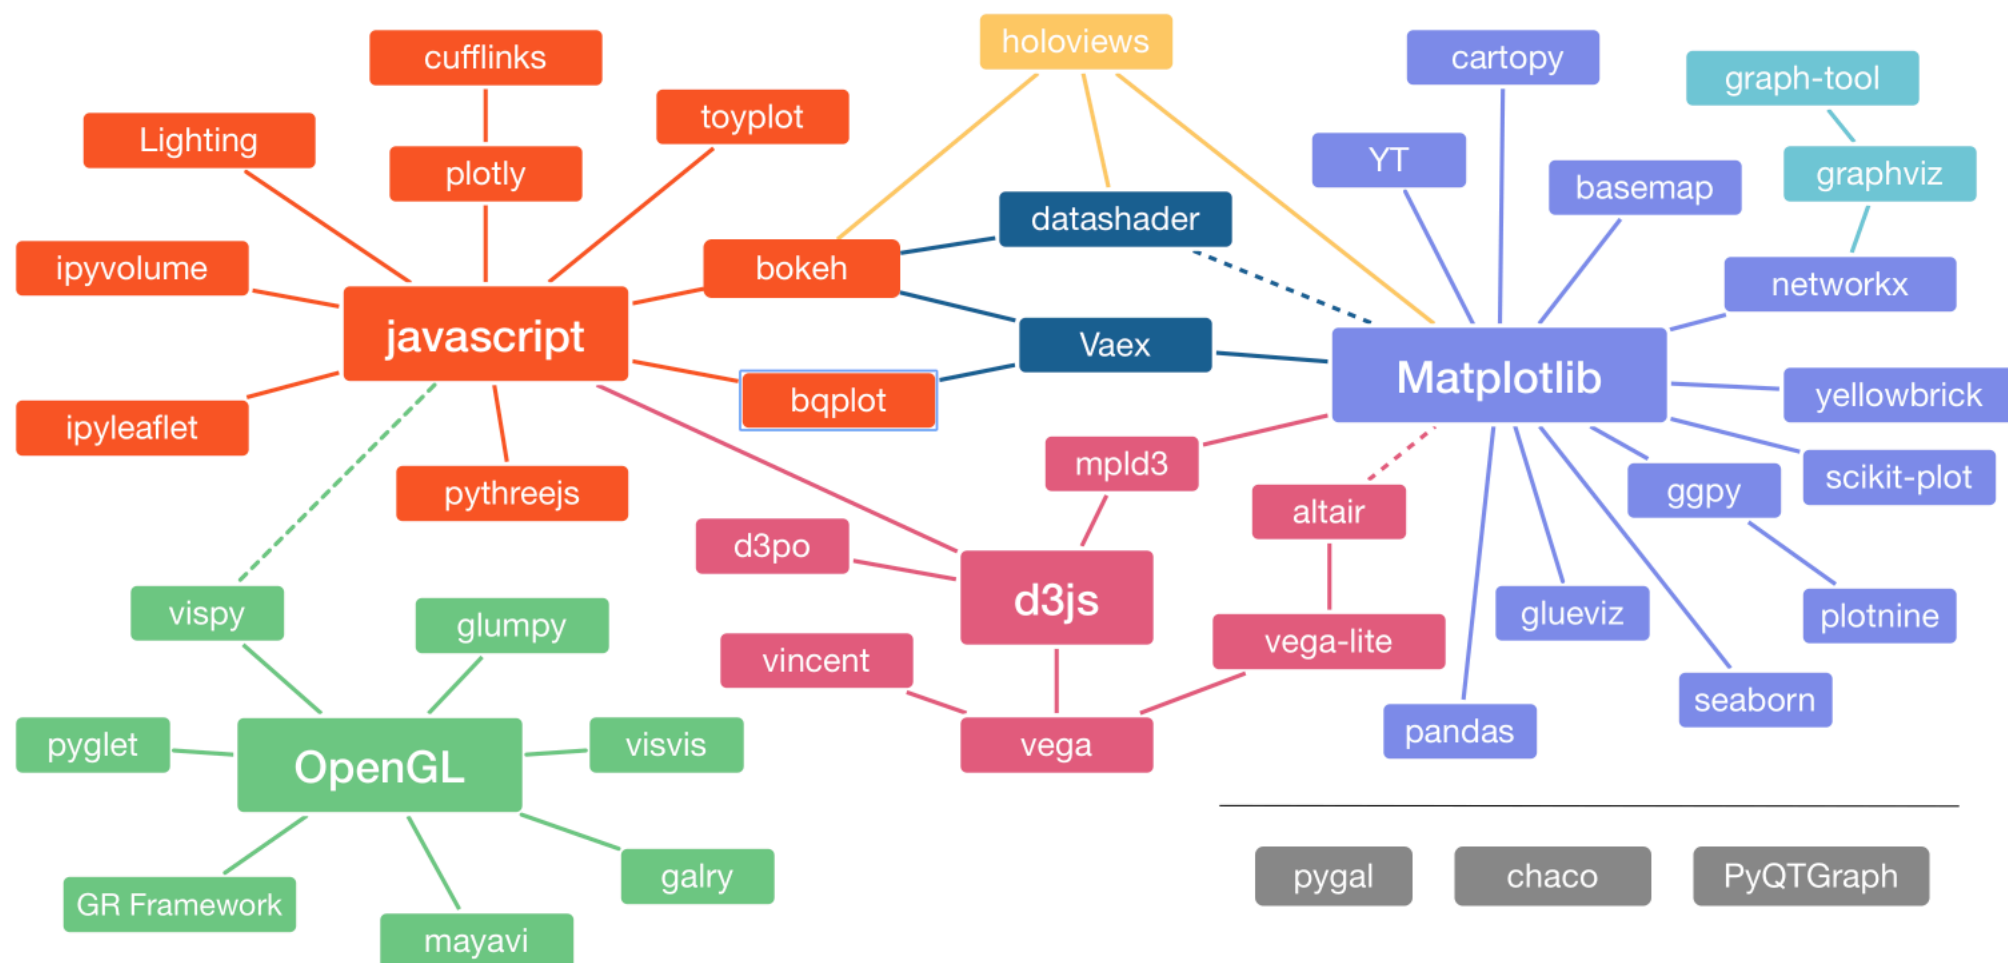 holoviews
cufflinks
cartopy
graph-tool
toyplot
Lighting
YT
plotly
graphviz
basemap
datashader
ipyvolume
bokeh
networkx
javascript
Vaex
Matplotlib
yellowbrick
bqplot
ipyleaflet
mpld3
scikit-plot
ggpy
pythreejs
altair
d3po
d3js
vispy
glumpy
glueviz
plotnine
vega-lite
vincent
seaborn
pandas
pyglet
visvis
vega
OpenGL
galry
pygal
chaco
PyQTGraph
GR Framework
mayavi